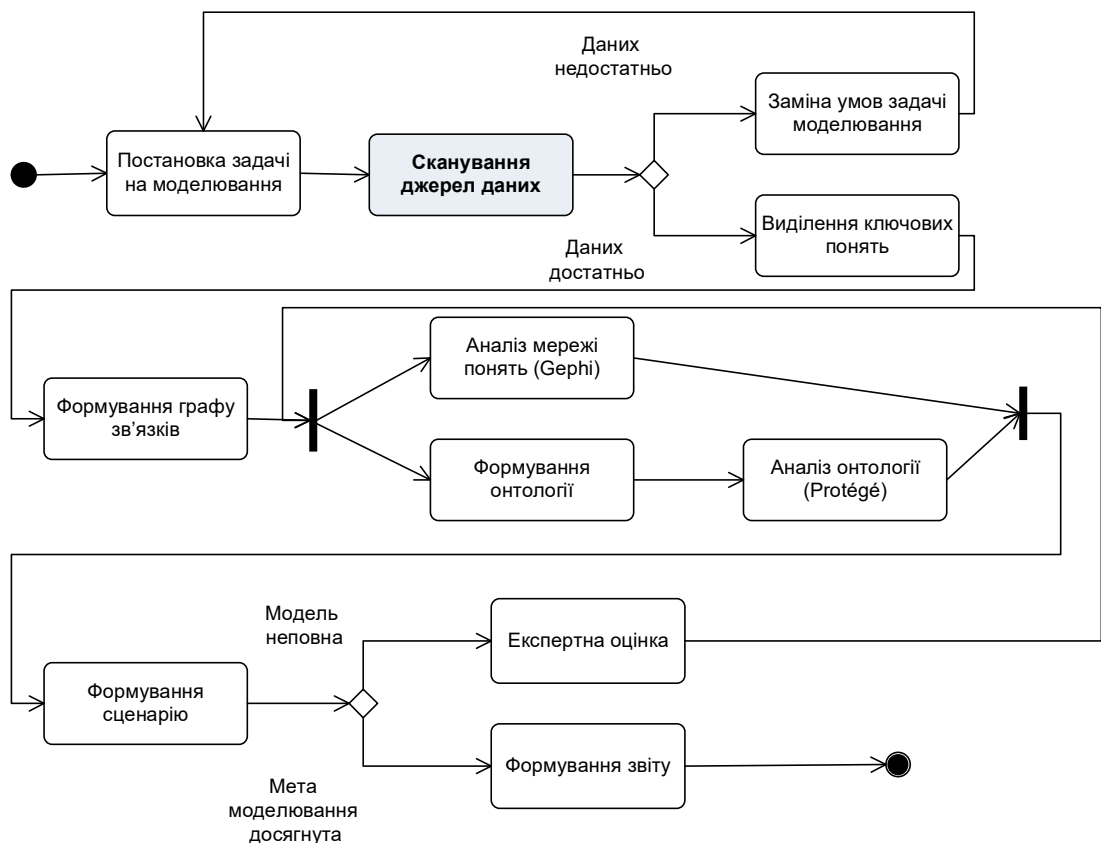 Даних
недостатньо
Заміна умов задачі
моделювання
Постановка задачі
на моделювання
Сканування
джерел даних
Виділення ключових
понять
Даних
достатньо
Аналіз мережі
понять (Gephi)
Формування графу
зв’язків
Формування
онтології
Аналіз онтології
(Protégé)
Модель
неповна
Експертна оцінка
Формування
сценарію
Формування звіту
Мета
моделювання
досягнута